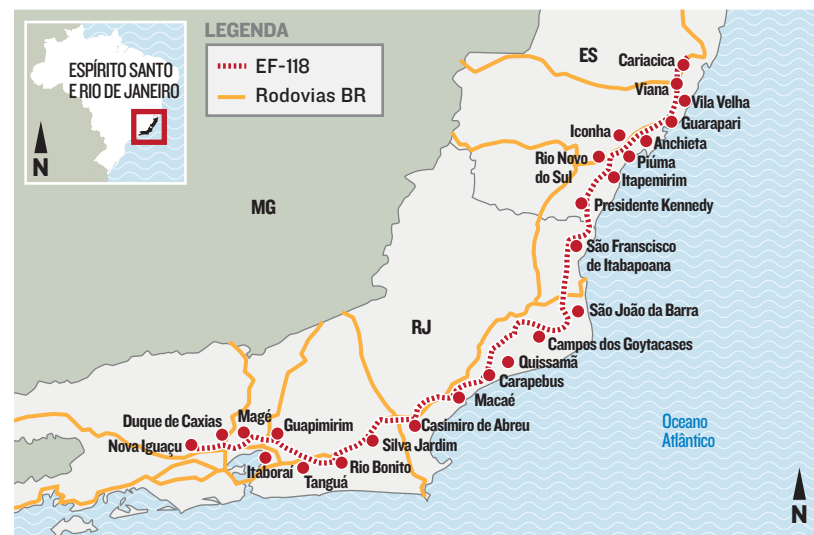 ESPÍRITO SANTO
E RIO DE JANEIRO
N
LEGENDA
EF-118
Rodovias BR
ES
Cariacica
Viana
Vila Velha
Guarapari
Iconha
Anchieta
Rio Novo
do Sul
Piúma
Itapemirim
Presidente Kennedy
MG
São Franscisco
de Itabapoana
São João da Barra
RJ
Campos dos Goytacases
Quissamã
Carapebus
Macaé
Duque de Caxias
Magé
Guapimirim
Casimiro de Abreu
Nova Iguaçu
Silva Jardim
Itaboraí
Tanguá
Rio Bonito
Oceano
Atlântico
N